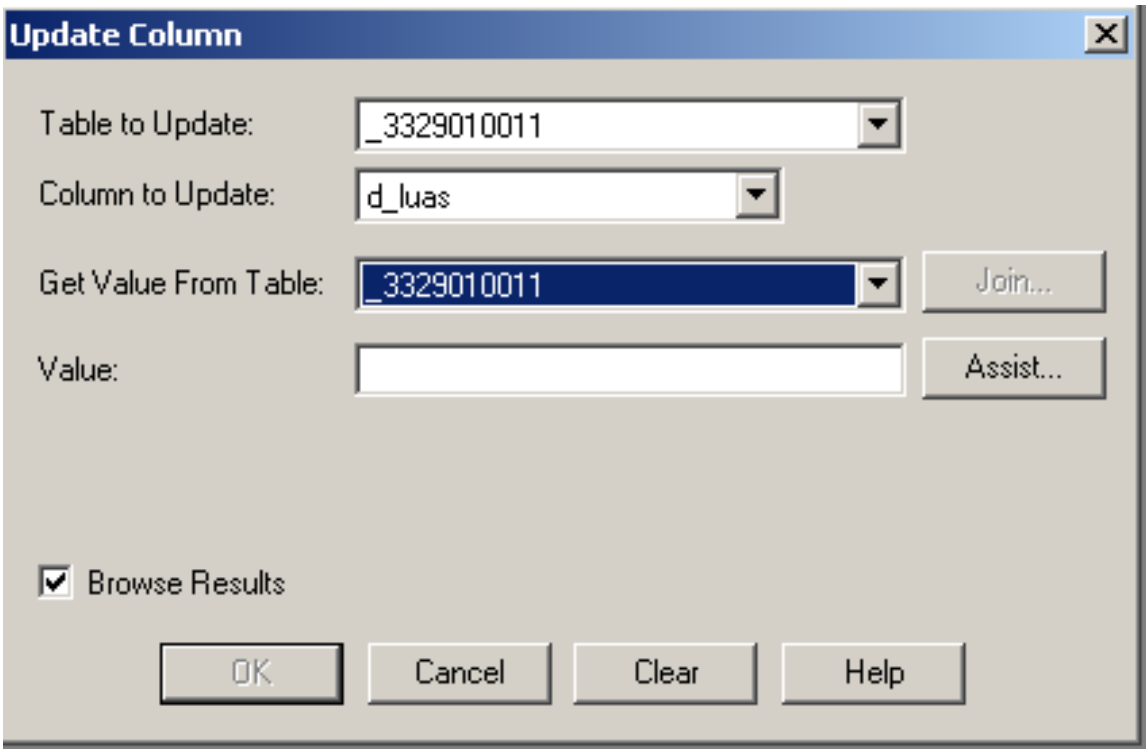 Update Column
Table to Update: _3329010011
Column to Update: d_luas
Get Value From Table: _3329010011 Join...
Value: Assist...
Browse Results
OK Cancel Clear Help